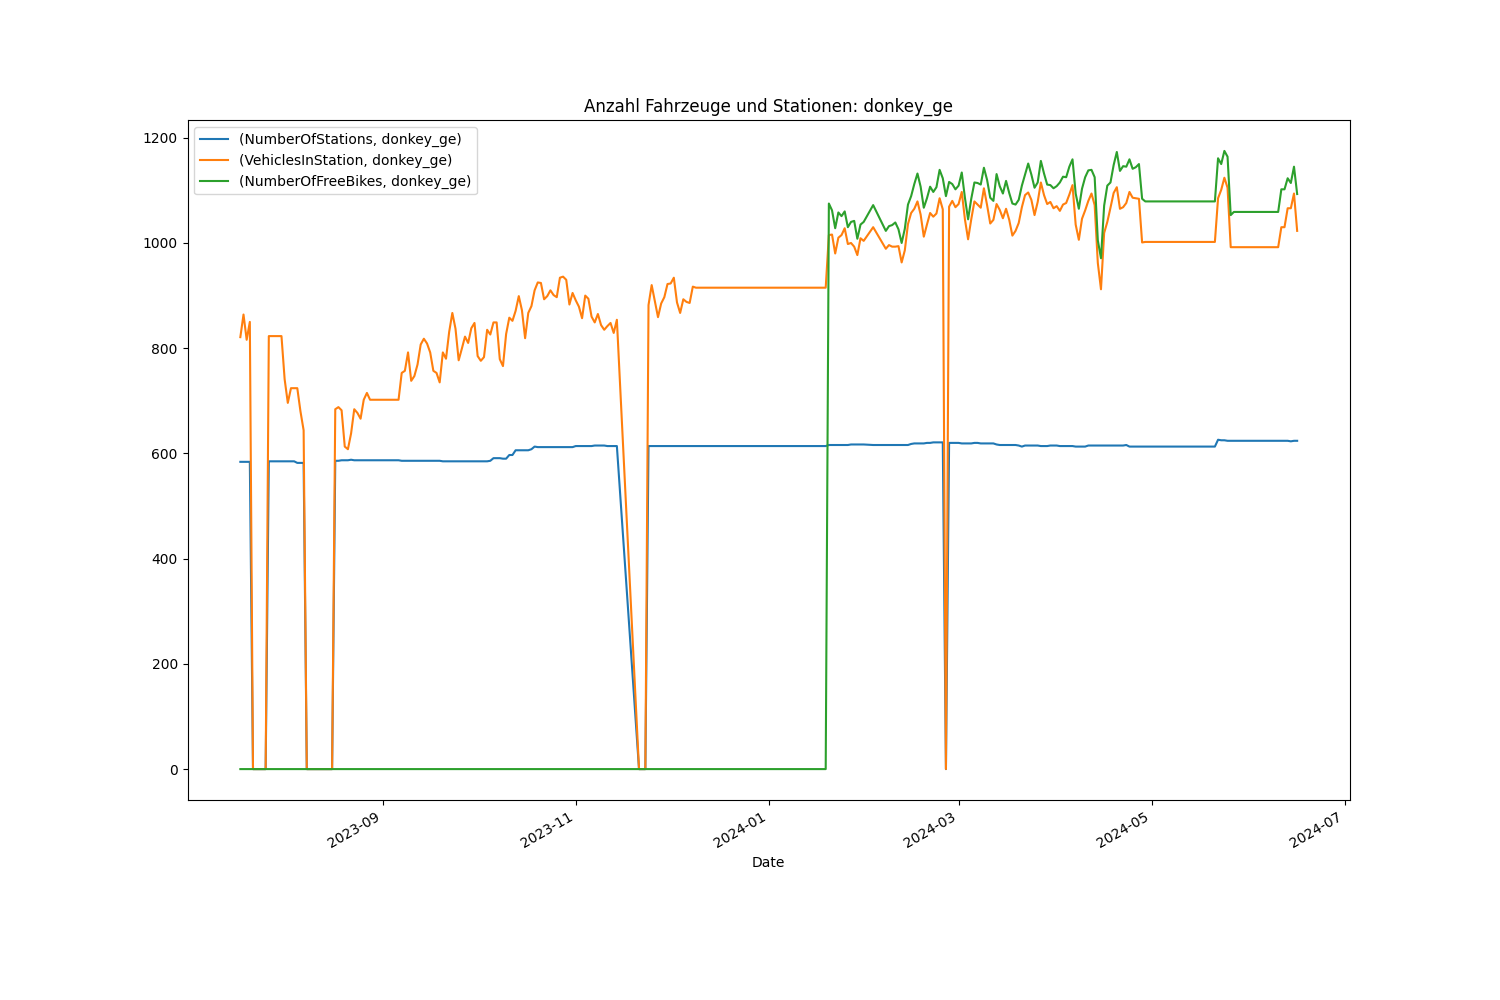 Anzahl Fahrzeuge und Stationen: donkey_ge
(NumberOfStations, donkey_ge)
(VehiclesInStation, donkey_ge)
(NumberOfFreeBikes, donkey_ge)
1200
1000
800
600
400
200
0
2023-09
2023-11
2024-01
2024-03
2024-05
2024-07
Date